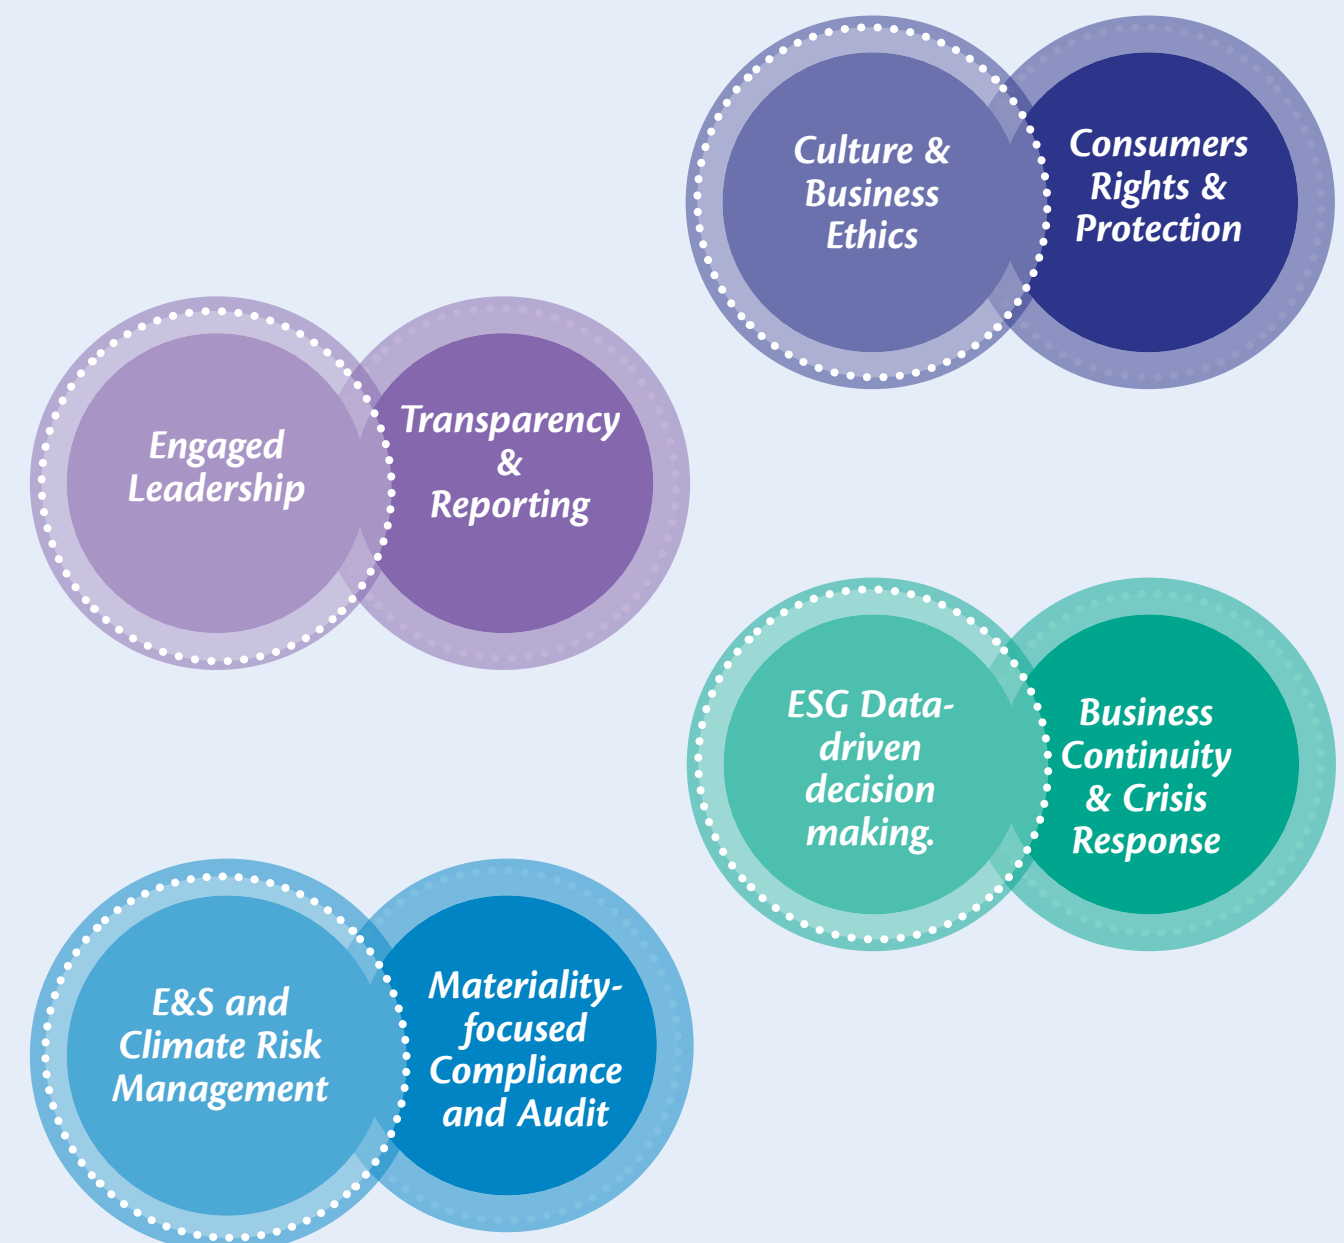 Culture &
Business
Ethics
Consumers
Rights &
Protection
Engaged
Leadership
Transparency
&
Reporting
ESG Data-
driven
decision
making.
Business
Continuity
& Crisis
Response
E&S and
Climate Risk
Management
Materiality-
focused
Compliance
and Audit